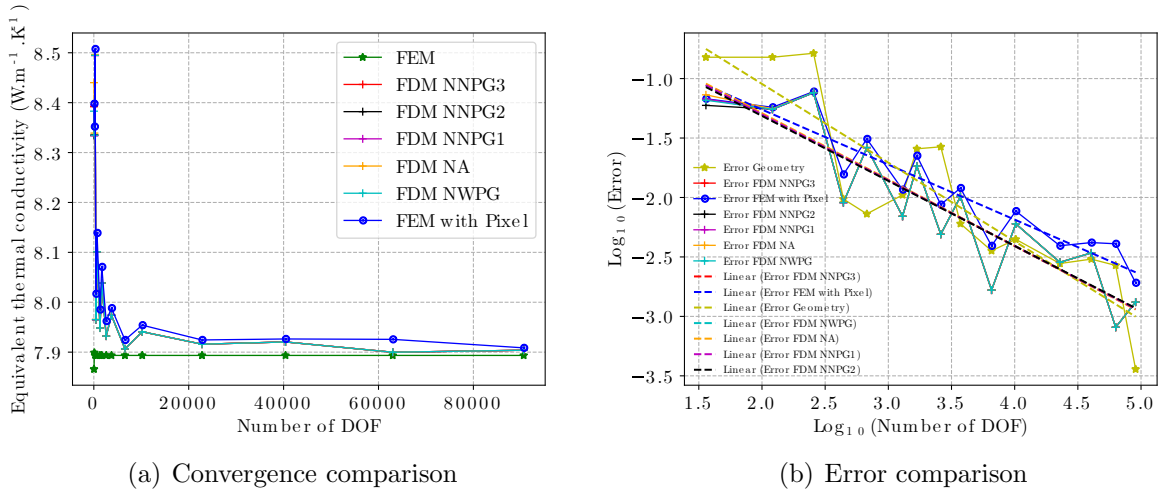 Equivalent thermal conductivity (W.m⁻¹.K⁻¹)
8.5
8.4
8.3
8.2
8.1
8.0
7.9
0
20000
40000
60000
80000
Number of DOF
FEM
FDM NNPG3
FDM NNPG2
FDM NNPG1
FDM NA
FDM NWPG
FEM with Pixel
(a) Convergence comparison
Log₁₀(Error)
−1.0
−1.5
−2.0
−2.5
−3.0
−3.5
1.5
2.0
2.5
3.0
3.5
4.0
4.5
5.0
Log₁₀(Number of DOF)
Error Geometry
Error FDM NNPG3
Error FEM with Pixel
Error FDM NNPG2
Error FDM NNPG1
Error FDM NA
Error FDM NWPG
Linear (Error FDM NNPG3)
Linear (Error FEM with Pixel)
Linear (Error Geometry)
Linear (Error FDM NWPG)
Linear (Error FDM NA)
Linear (Error FDM NNPG1)
Linear (Error FDM NNPG2)
(b) Error comparison